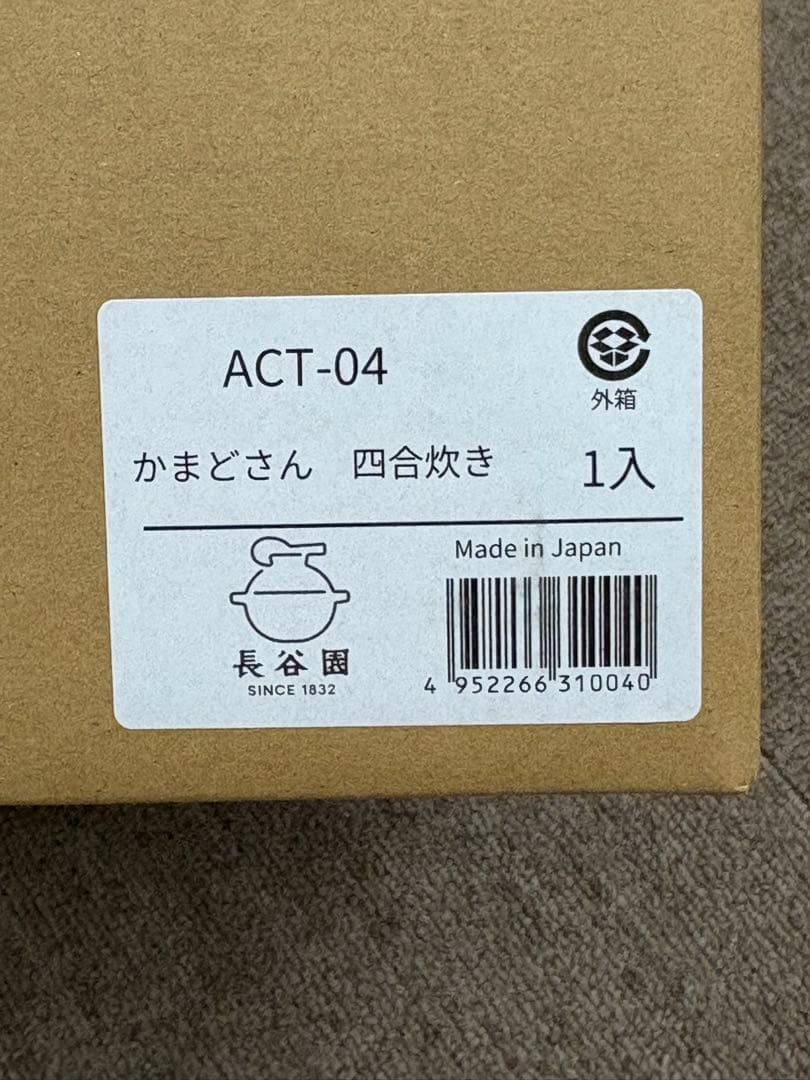 ACT-04
外箱
かまどさん 四合炊き 1入
Made in Japan
長谷園
SINCE 1832
4 952266 310040